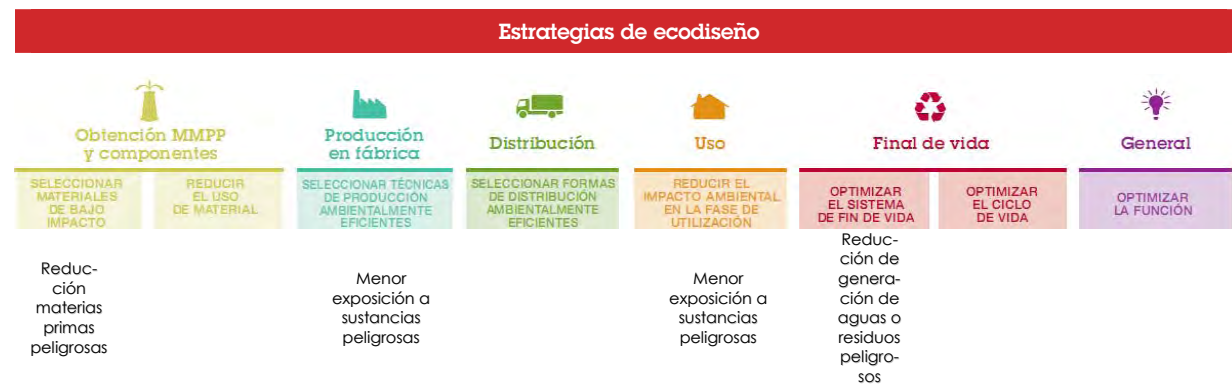 Estrategias de ecodiseño
Obtención MMPP
y componentes
Producción
en fábrica
Distribución
Uso
Final de vida
General
SELECCIONAR
MATERIALES
DE BAJO
IMPACTO
REDUCIR
EL USO
DE MATERIAL
SELECCIONAR TÉCNICAS
DE PRODUCCIÓN
AMBIENTALMENTE
EFICIENTES
SELECCIONAR FORMAS
DE DISTRIBUCIÓN
AMBIENTALMENTE
EFICIENTES
REDUCIR EL
IMPACTO AMBIENTAL
EN LA FASE DE
UTILIZACIÓN
OPTIMIZAR
EL SISTEMA
DE FIN DE VIDA
OPTIMIZAR
EL CICLO
DE VIDA
OPTIMIZAR
LA FUNCIÓN
Reduc-
ción
materias
primas
peligrosas
Menor
exposición a
sustancias
peligrosas
Menor
exposición a
sustancias
peligrosas
Reduc-
ción de
genera-
ción de
aguas o
residuos
peligro-
sos